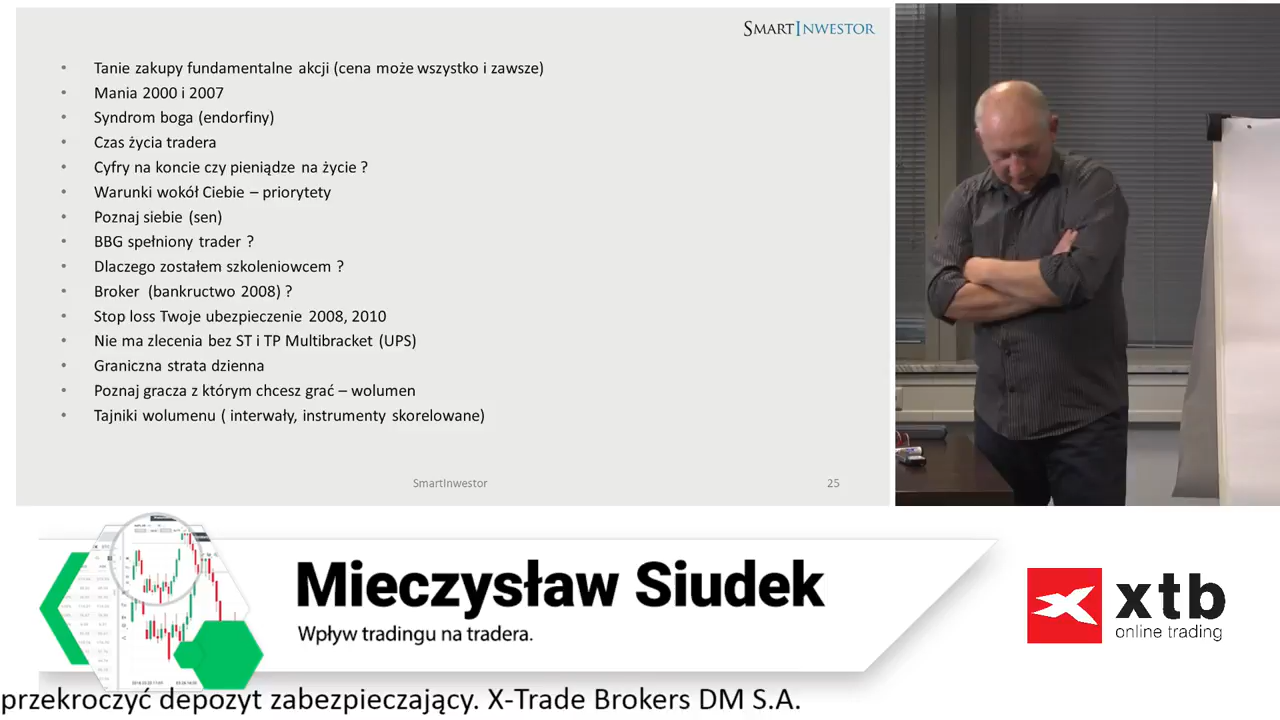 SMARTINWESTOR
Tanie zakupy fundamentalne akcji (cena może wszystko i zawsze)
Mania 2000 i 2007
Syndrom boga (endorfiny)
Czas życia tradera
Cyfry na koncie czy pieniądze na życie ?
Warunki wokół Ciebie – priorytety
Poznaj siebie (sen)
BBG spełniony trader ?
Dlaczego zostałem szkoleniowcem ?
Broker (bankructwo 2008) ?
Stop loss Twoje ubezpieczenie 2008, 2010
Nie ma zlecenia bez ST i TP Multibracket (UPS)
Graniczna strata dzienna
Poznaj gracza z którym chcesz grać – wolumen
Tajniki wolumenu ( interwały, instrumenty skorelowane)
SmartInwestor
25
Mieczysław Siudek
Wpływ tradingu na tradera.
xtb
online trading
przekroczyć depozyt zabezpieczający. X-Trade Brokers DM S.A.